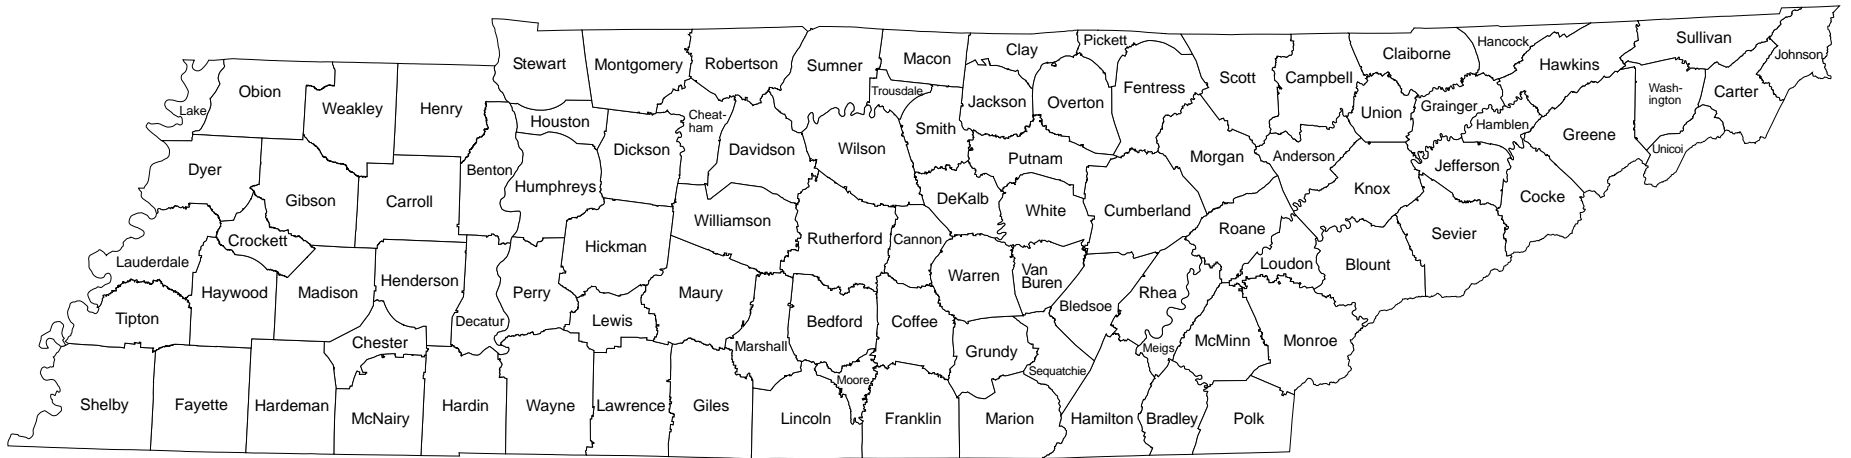 Stewart
Montgomery
Robertson
Sumner
Macon
Clay
Pickett
Fentress
Scott
Campbell
Claiborne
Hancock
Hawkins
Sullivan
Johnson
Lake
Obion
Weakley
Henry
Houston
Cheat-
ham
Trousdale
Smith
Jackson
Overton
Union
Grainger
Hamblen
Greene
Wash-
ington
Carter
Unicoi
Dyer
Gibson
Carroll
Benton
Humphreys
Dickson
Davidson
Wilson
Putnam
Morgan
Anderson
Knox
Jefferson
Cocke
Crockett
Hickman
Williamson
Rutherford
Cannon
DeKalb
White
Cumberland
Roane
Loudon
Blount
Sevier
Lauderdale
Haywood
Madison
Henderson
Decatur
Perry
Lewis
Maury
Marshall
Bedford
Coffee
Warren
Van
Buren
Bledsoe
Rhea
Meigs
McMinn
Monroe
Tipton
Chester
Moore
Grundy
Sequatchie
Shelby
Fayette
Hardeman
McNairy
Hardin
Wayne
Lawrence
Giles
Lincoln
Franklin
Marion
Hamilton
Bradley
Polk